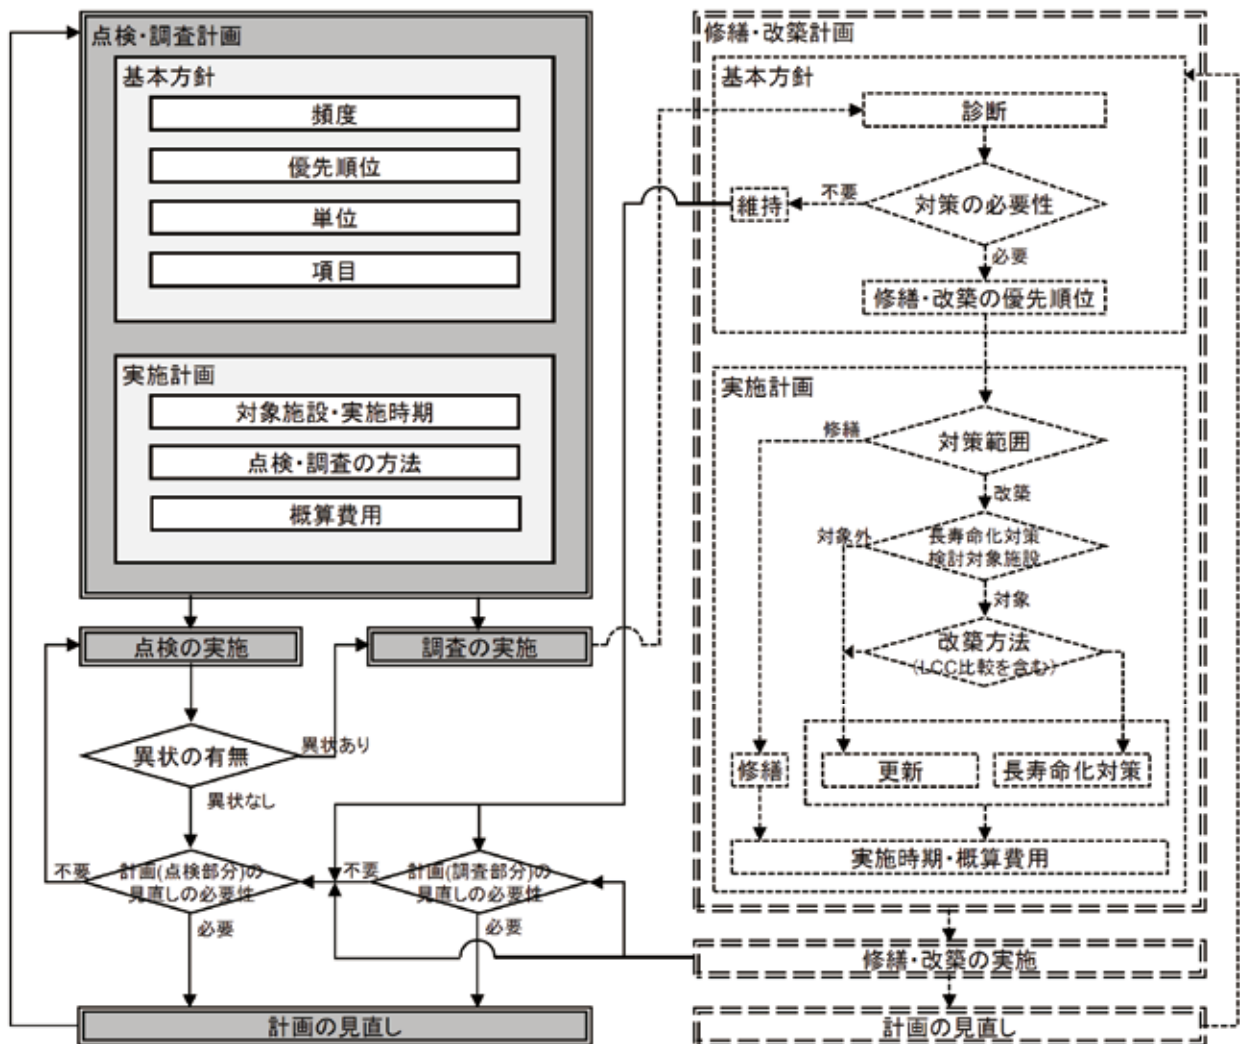 点検・調査計画
基本方針
頻度
優先順位
単位
項目
実施計画
対象施設・実施時期
点検・調査の方法
概算費用
点検の実施
調査の実施
異状の有無
異状あり
異状なし
不要
計画(点検部分)の
見直しの必要性
必要
不要
計画(調査部分)の
見直しの必要性
必要
計画の見直し
修繕・改築計画
基本方針
診断
対策の必要性
不要
維持
必要
修繕・改築の優先順位
実施計画
対策範囲
修繕
改築
長寿命化対策
検討対象施設
対象外
対象
改築方法
(LCC比較を含む)
修繕
更新
長寿命化対策
実施時期・概算費用
修繕・改築の実施
計画の見直し